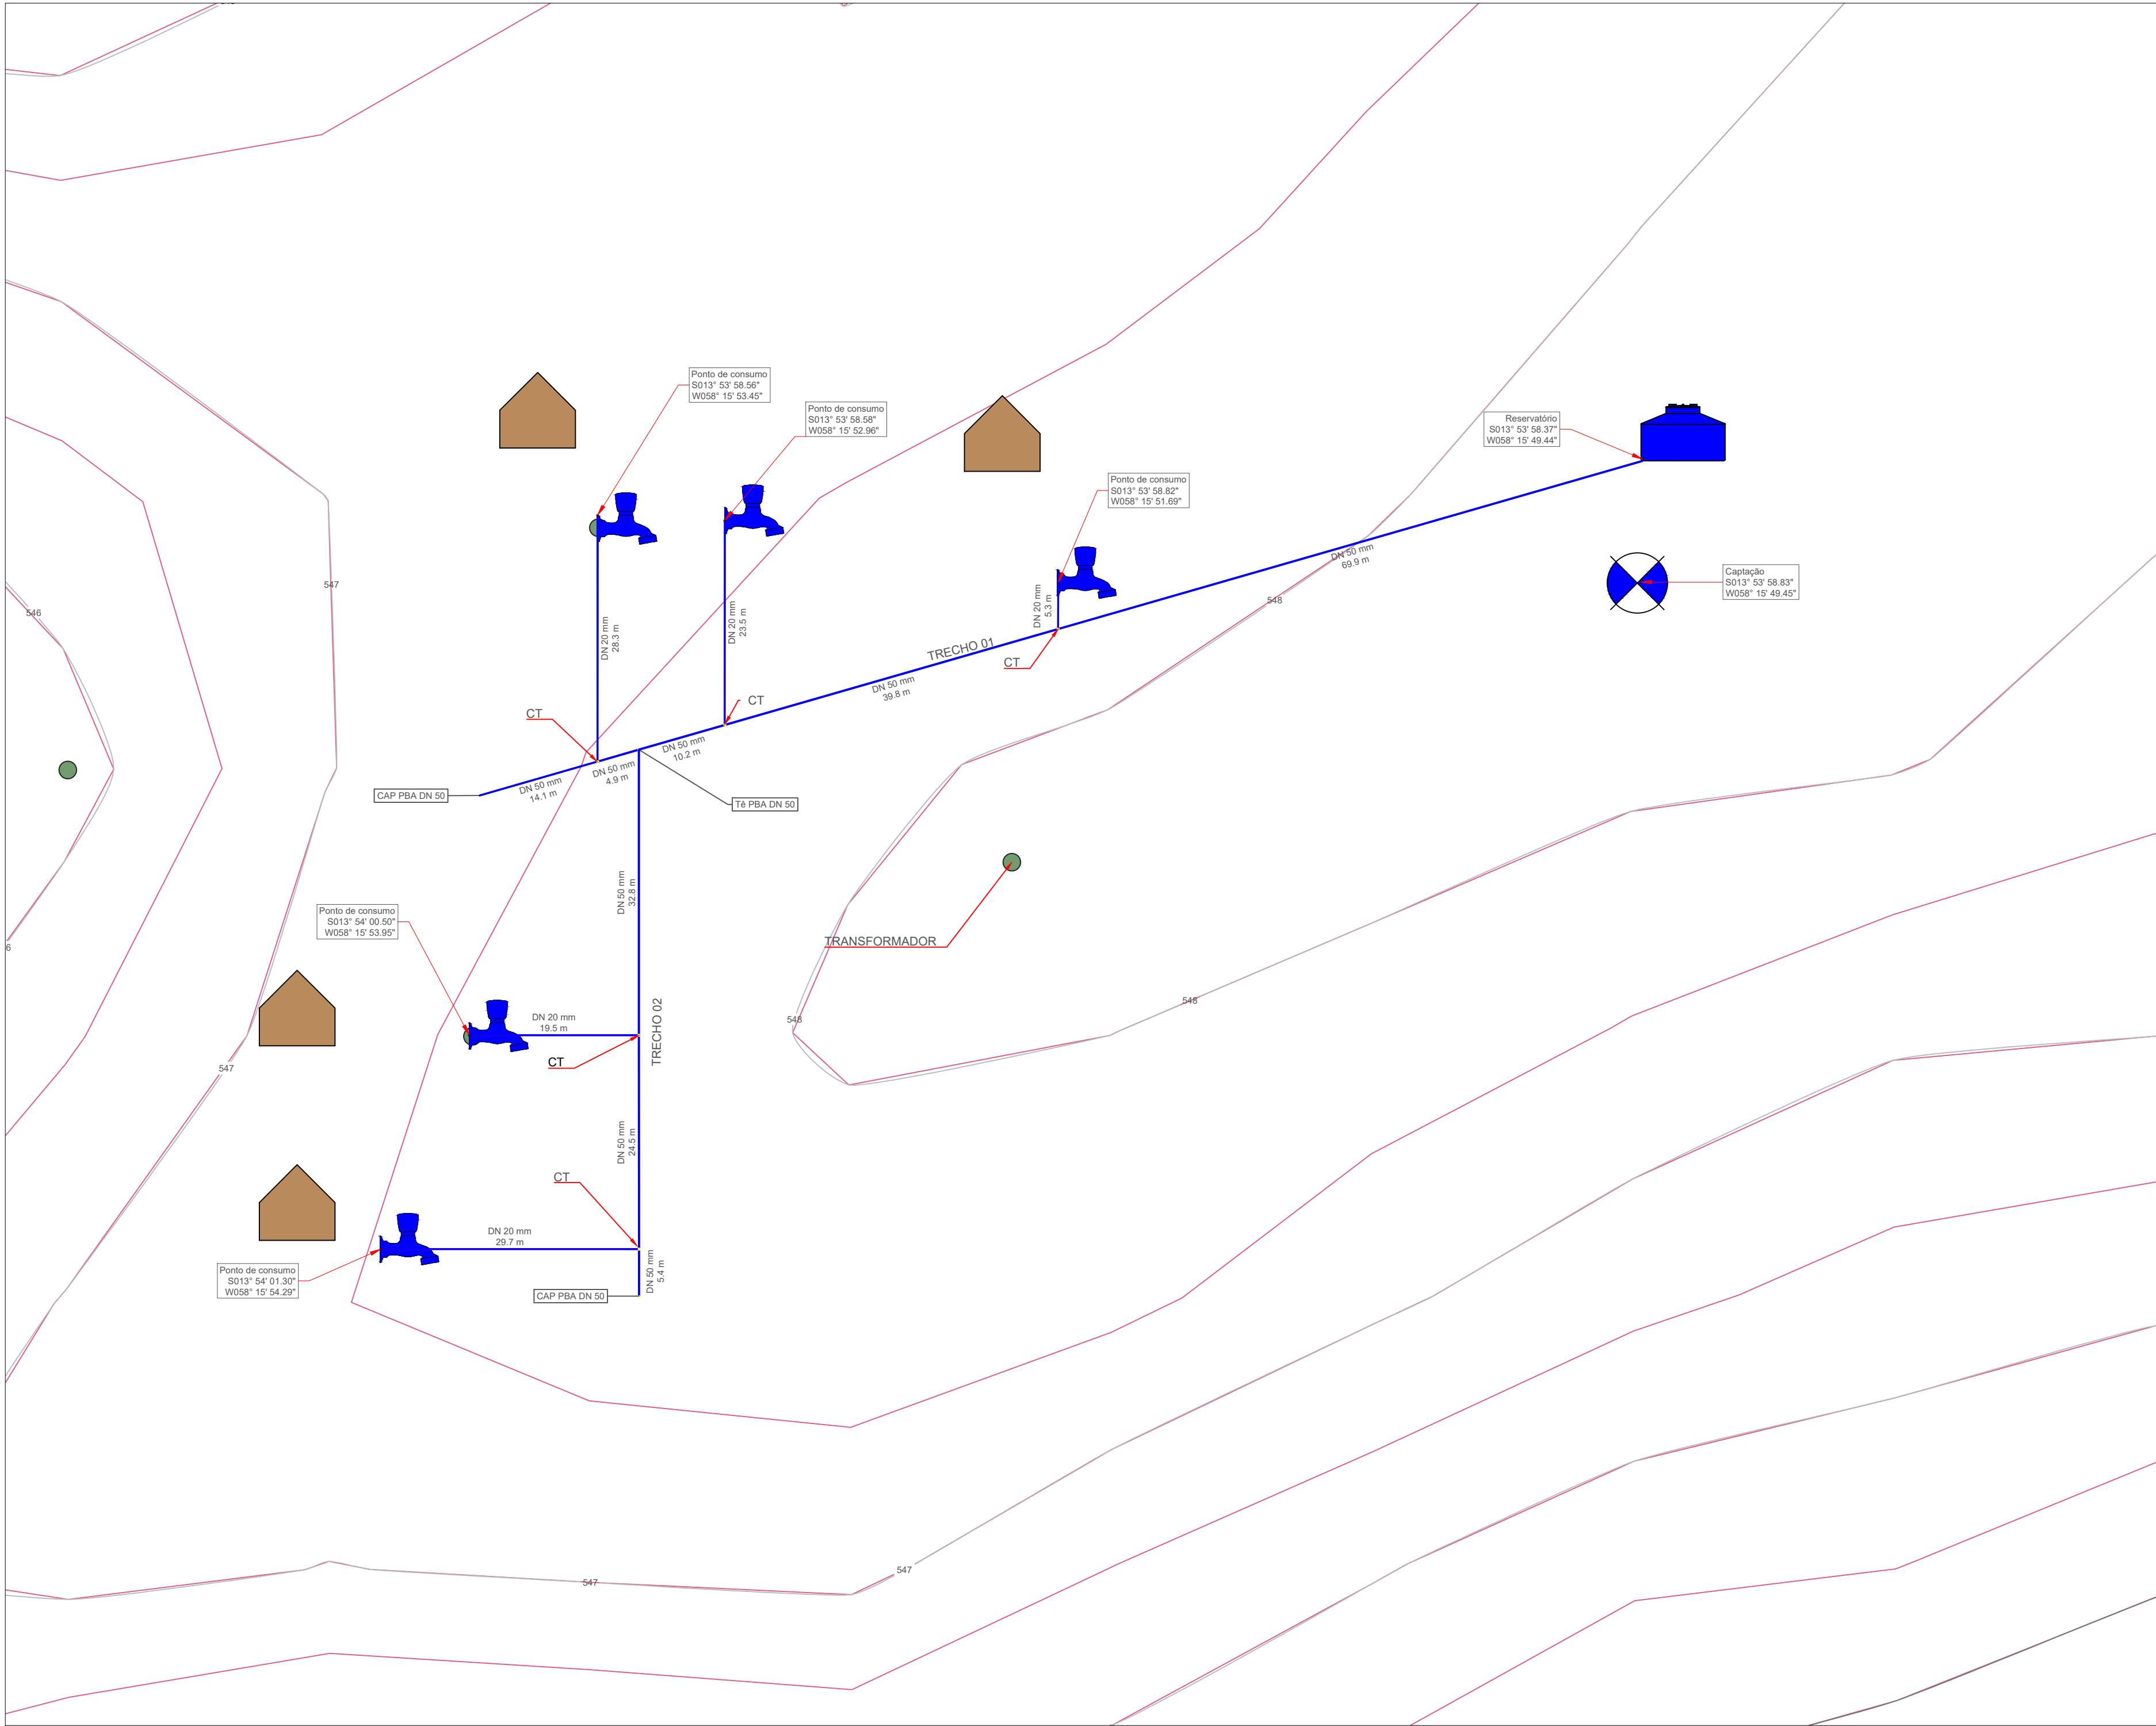 Ponto de consumo
S013° 53' 58.56"
W058° 15' 53.45"
Ponto de consumo
S013° 53' 58.58"
W058° 15' 52.96"
Reservatório
S013° 53' 58.37"
W058° 15' 49.44"
Ponto de consumo
S013° 53' 58.82"
W058° 15' 51.69"
DN 50 mm
69.9 m
Captação
S013° 53' 58.83"
W058° 15' 49.45"
547
546
548
DN 20 mm
28.3 m
DN 20 mm
23.5 m
DN 20 mm
5.3 m
TRECHO 01
CT
DN 50 mm
39.8 m
CT
CT
DN 50 mm
10.2 m
DN 50 mm
4.9 m
DN 50 mm
14.1 m
CAP PBA DN 50
Tê PBA DN 50
DN 50 mm
32.8 m
Ponto de consumo
S013° 54' 00.50"
W058° 15' 53.95"
6
TRANSFORMADOR
548
548
DN 20 mm
19.5 m
TRECHO 02
CT
547
DN 50 mm
24.5 m
CT
DN 20 mm
29.7 m
Ponto de consumo
S013° 54' 01.30"
W058° 15' 54.29"
DN 50 mm
5.4 m
CAP PBA DN 50
547
547